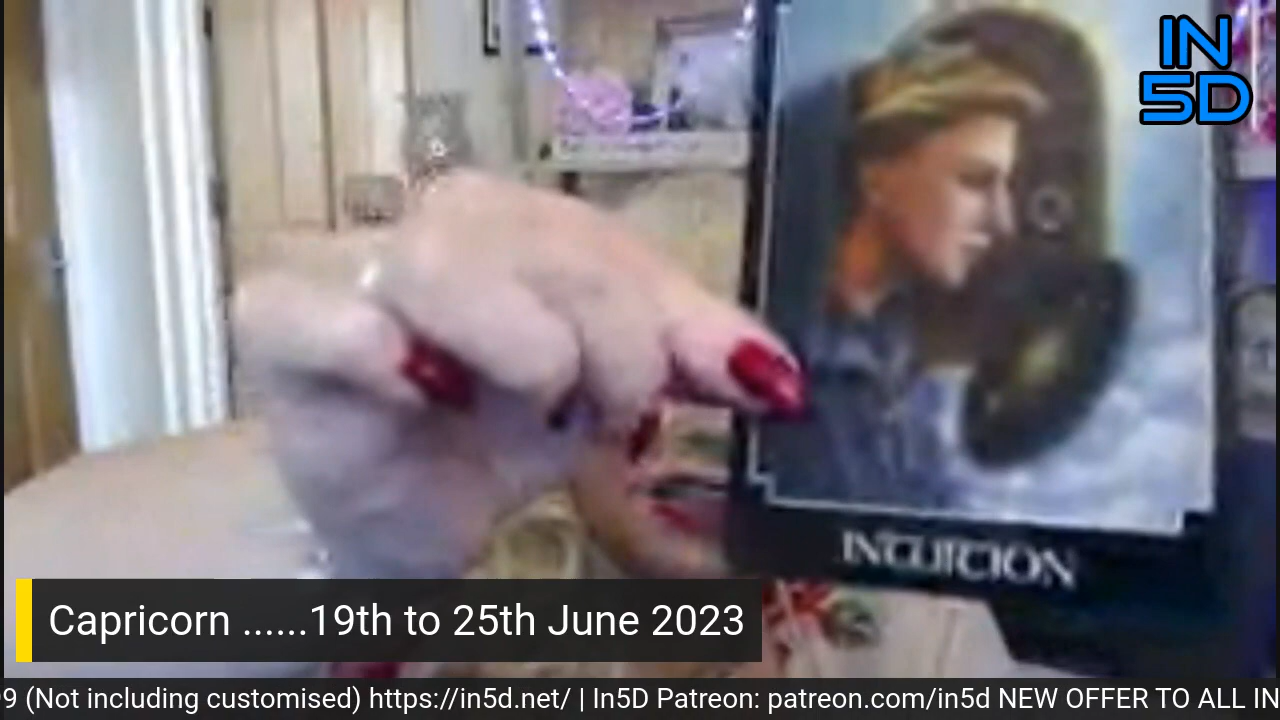 IN
5D
INTUITION
Capricorn ......19th to 25th June 2023
9 (Not including customised) https://in5d.net/ | In5D Patreon: patreon.com/in5d NEW OFFER TO ALL IN